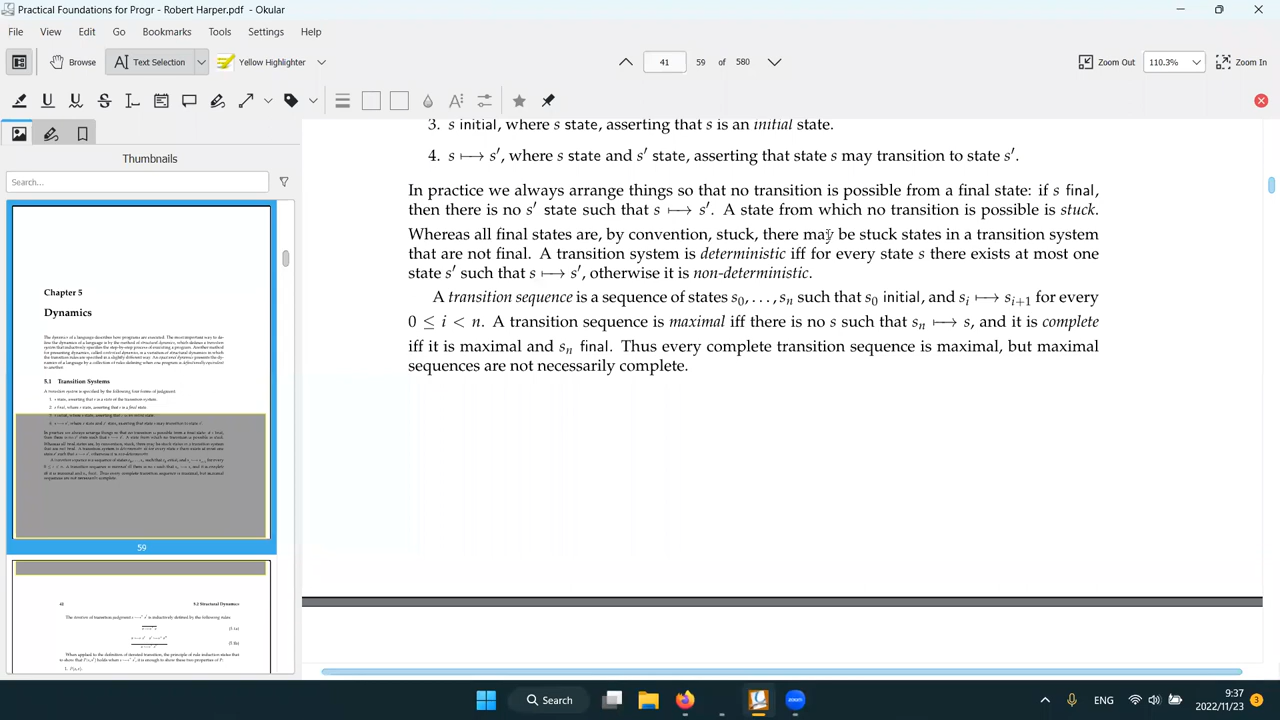 Practical Foundations for Progr - Robert Harper.pdf - Okular
File View Edit Go Bookmarks Tools Settings Help
Browse Text Selection Yellow Highlighter 41 59 of 580 Zoom Out 110.3% Zoom In
Thumbnails
Search...
Chapter 5
Dynamics
5.1 Transition Systems
59
42 5.2 Structural Dynamics
3. s initial, where s state, asserting that s is an initial state.
4. s ⟼ s′, where s state and s′ state, asserting that state s may transition to state s′.
In practice we always arrange things so that no transition is possible from a final state: if s final,
then there is no s′ state such that s ⟼ s′. A state from which no transition is possible is stuck.
Whereas all final states are, by convention, stuck, there may be stuck states in a transition system
that are not final. A transition system is deterministic iff for every state s there exists at most one
state s′ such that s ⟼ s′, otherwise it is non-deterministic.
A transition sequence is a sequence of states s₀, . . . , sₙ such that s₀ initial, and sᵢ ⟼ sᵢ₊₁ for every
0 ≤ i < n. A transition sequence is maximal iff there is no s such that sₙ ⟼ s, and it is complete
iff it is maximal and sₙ final. Thus every complete transition sequence is maximal, but maximal
sequences are not necessarily complete.
Search
ENG
9:37
2022/11/23
3